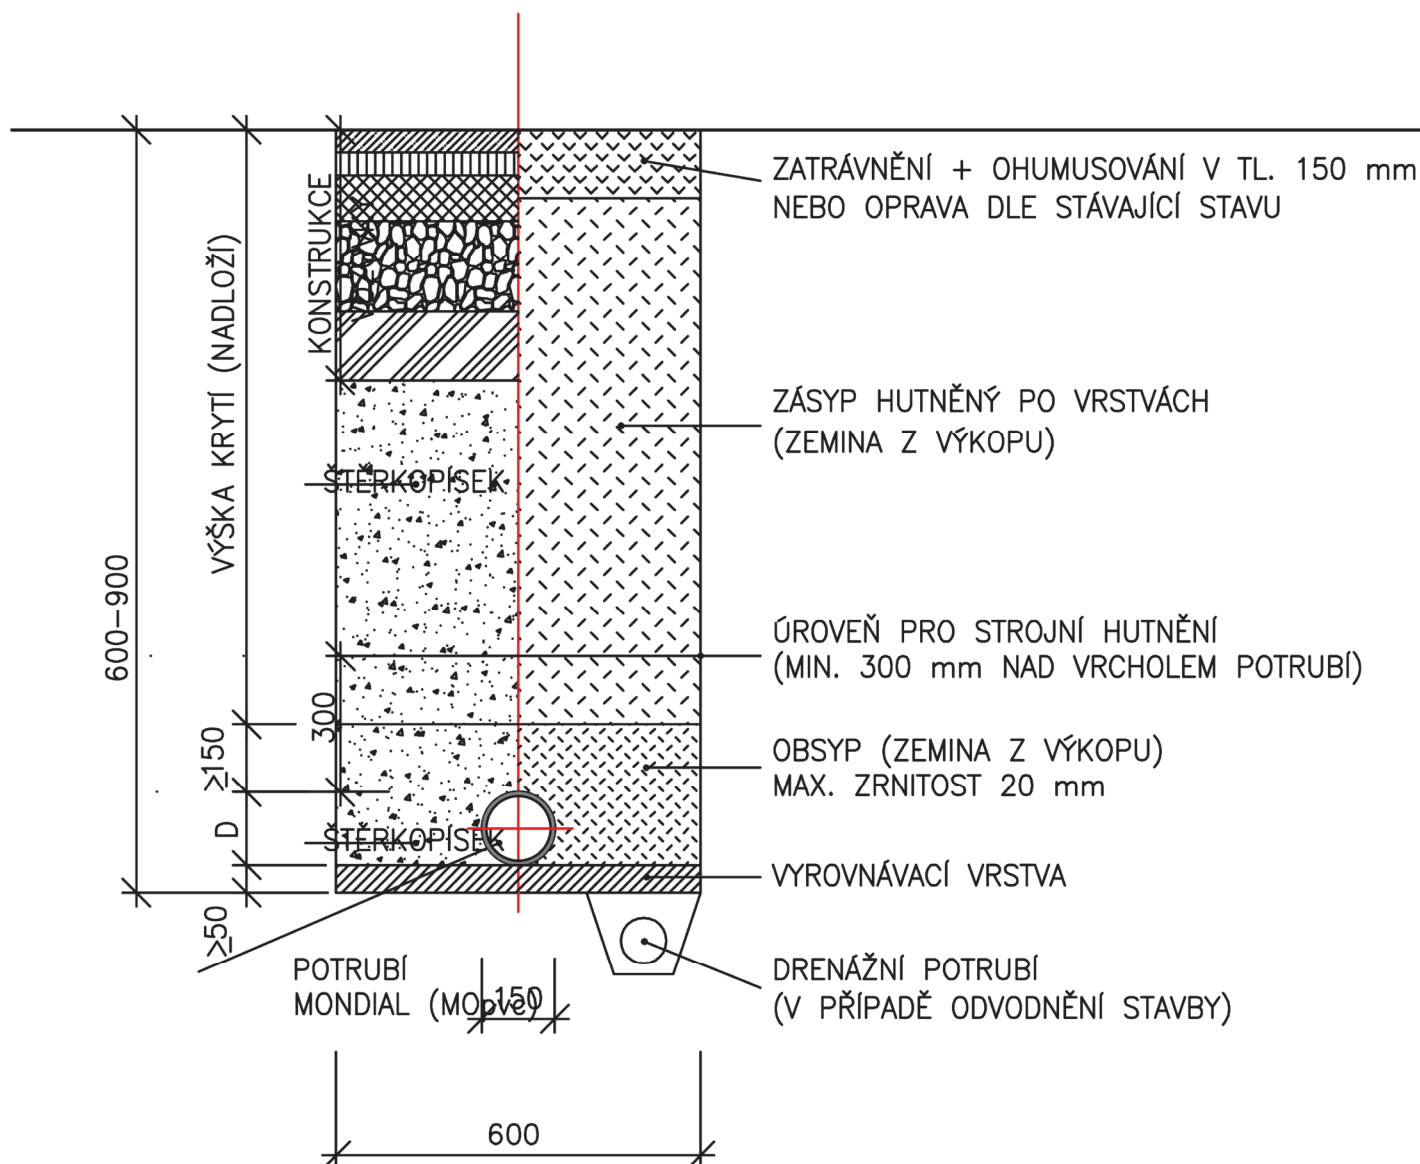 ZATRÁVNĚNÍ + OHUMUSOVÁNÍ V TL. 150 mm
NEBO OPRAVA DLE STÁVAJÍCÍ STAVU
KONSTRUKCE
VÝŠKA KRYTÍ (NADLOŽÍ)
ZÁSYP HUTNĚNÝ PO VRSTVÁCH
(ZEMINA Z VÝKOPU)
ŠTĚRKOPÍSEK
600-900
ÚROVEŇ PRO STROJNÍ HUTNĚNÍ
(MIN. 300 mm NAD VRCHOLEM POTRUBÍ)
300
≥150
OBSYP (ZEMINA Z VÝKOPU)
MAX. ZRNITOST 20 mm
D
ŠTĚRKOPÍSEK
VYROVNÁVACÍ VRSTVA
≥50
POTRUBÍ
MONDIAL (MOpvc)
150
DRENÁŽNÍ POTRUBÍ
(V PŘÍPADĚ ODVODNĚNÍ STAVBY)
600